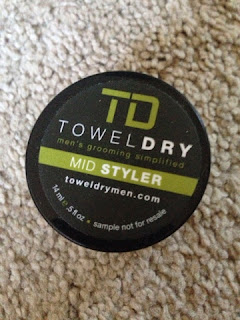 TD
TOWELDRY
men's grooming simplified
MID STYLER
toweldrymen.com
14 ml e .5 fl oz • sample not for resale